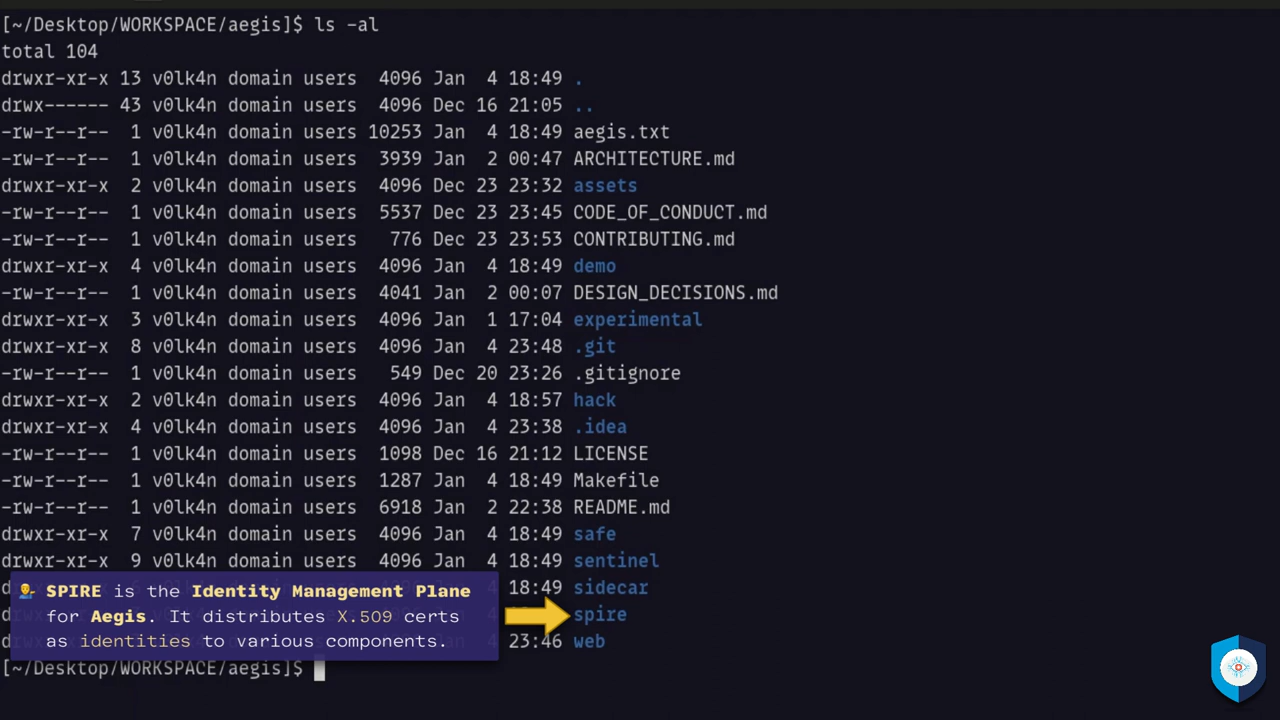 [~/Desktop/WORKSPACE/aegis]$ ls -al
total 104
drwxr-xr-x 13 v0lk4n domain users  4096 Jan  4 18:49 .
drwx------ 43 v0lk4n domain users  4096 Dec 16 21:05 ..
-rw-r--r--  1 v0lk4n domain users 10253 Jan  4 18:49 aegis.txt
-rw-r--r--  1 v0lk4n domain users  3939 Jan  2 00:47 ARCHITECTURE.md
drwxr-xr-x  2 v0lk4n domain users  4096 Dec 23 23:32 assets
-rw-r--r--  1 v0lk4n domain users  5537 Dec 23 23:45 CODE_OF_CONDUCT.md
-rw-r--r--  1 v0lk4n domain users   776 Dec 23 23:53 CONTRIBUTING.md
drwxr-xr-x  4 v0lk4n domain users  4096 Jan  4 18:49 demo
-rw-r--r--  1 v0lk4n domain users  4041 Jan  2 00:07 DESIGN_DECISIONS.md
drwxr-xr-x  3 v0lk4n domain users  4096 Jan  1 17:04 experimental
drwxr-xr-x  8 v0lk4n domain users  4096 Jan  4 23:48 .git
-rw-r--r--  1 v0lk4n domain users   549 Dec 20 23:26 .gitignore
drwxr-xr-x  2 v0lk4n domain users  4096 Jan  4 18:57 hack
drwxr-xr-x  4 v0lk4n domain users  4096 Jan  4 23:38 .idea
-rw-r--r--  1 v0lk4n domain users  1098 Dec 16 21:12 LICENSE
-rw-r--r--  1 v0lk4n domain users  1287 Jan  4 18:49 Makefile
-rw-r--r--  1 v0lk4n domain users  6918 Jan  2 22:38 README.md
drwxr-xr-x  7 v0lk4n domain users  4096 Jan  4 18:49 safe
drwxr-xr-x  9 v0lk4n domain users  4096 Jan  4 18:49 sentinel
18:49 sidecar
spire
23:46 web
SPIRE is the Identity Management Plane
for Aegis. It distributes X.509 certs
as identities to various components.
[~/Desktop/WORKSPACE/aegis]$